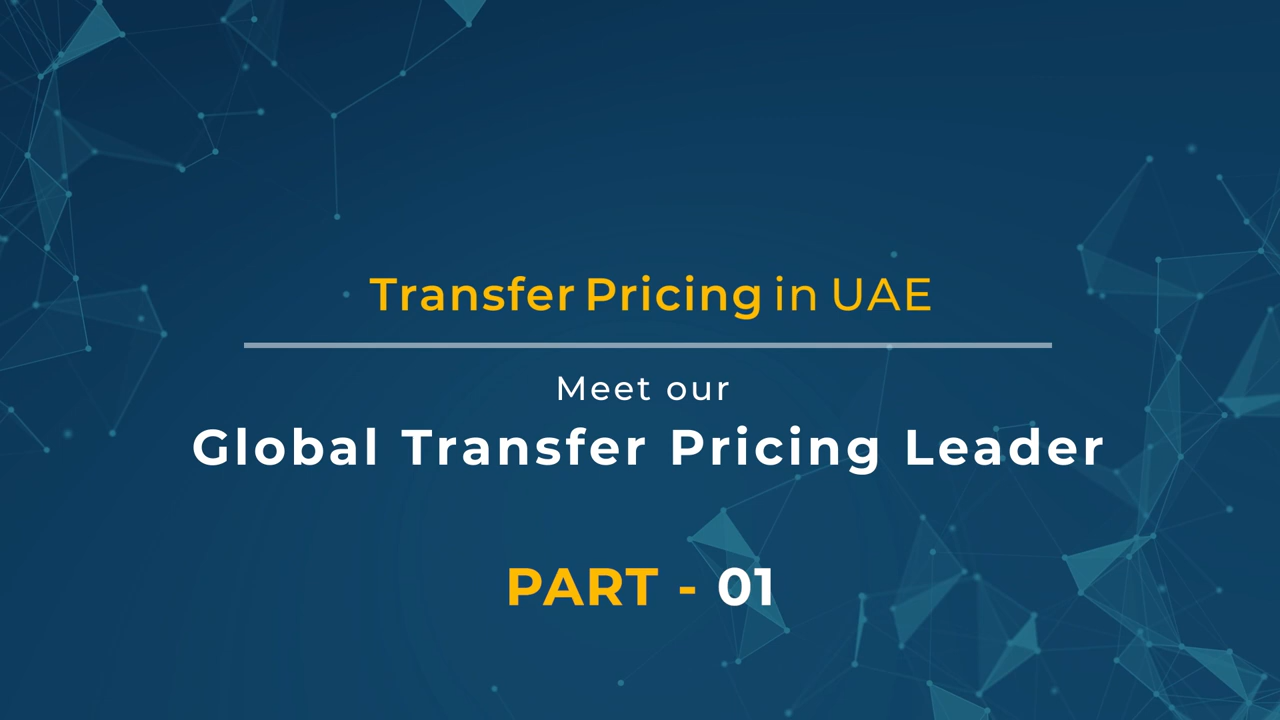 Transfer Pricing in UAE
Meet our
Global Transfer Pricing Leader
PART - 01